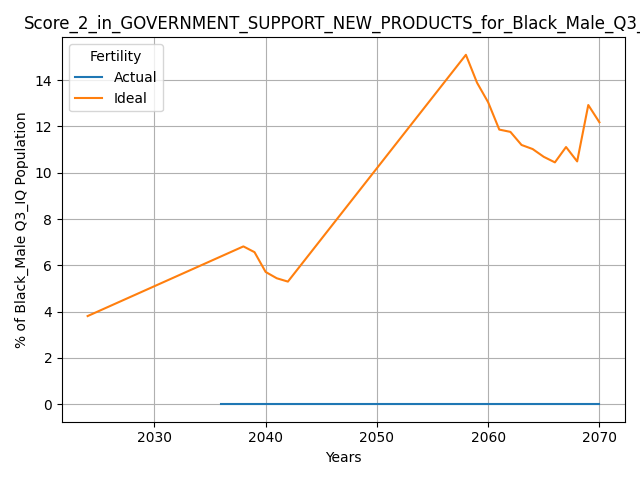 Score_2_in_GOVERNMENT_SUPPORT_NEW_PRODUCTS_for_Black_Male_Q3_
Fertility
Actual
Ideal
14
12
10
8
6
4
2
0
% of Black_Male Q3_IQ Population
2030 2040 2050 2060 2070
Years